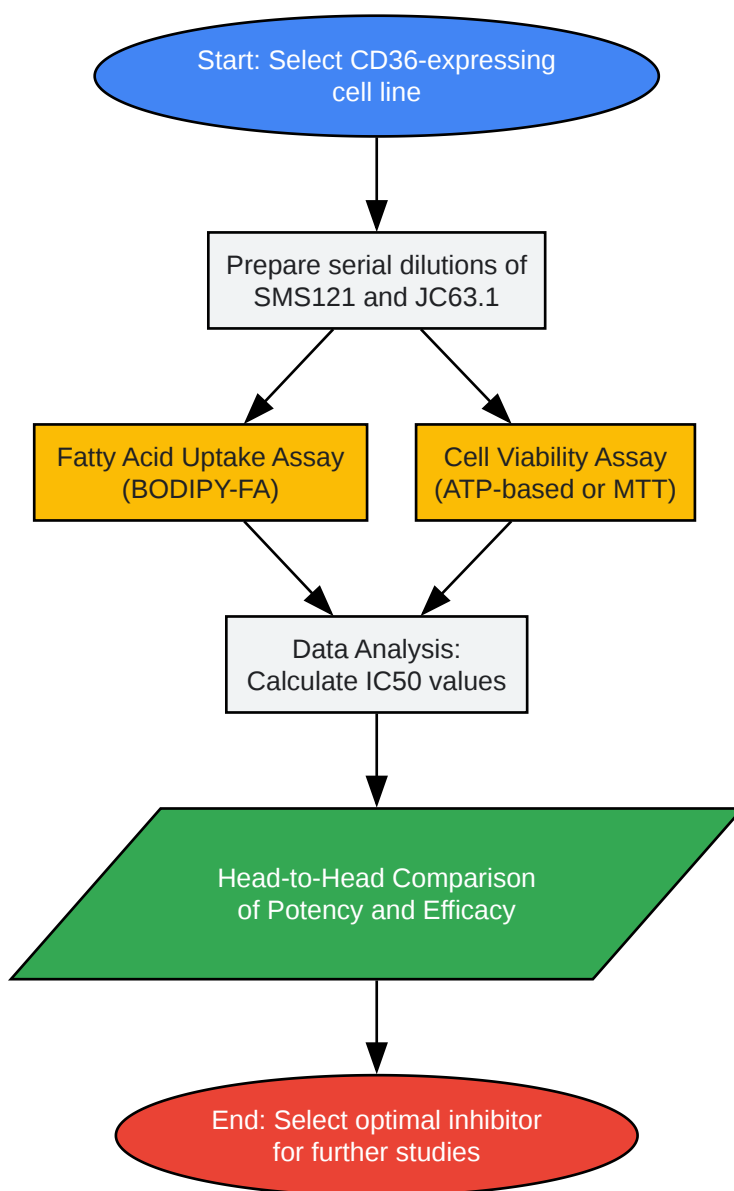 Start: Select CD36-expressing
cell line
Prepare serial dilutions of
SMS121 and JC63.1
Fatty Acid Uptake Assay
(BODIPY-FA)
Cell Viability Assay
(ATP-based or MTT)
Data Analysis:
Calculate IC50 values
Head-to-Head Comparison
of Potency and Efficacy
End: Select optimal inhibitor
for further studies